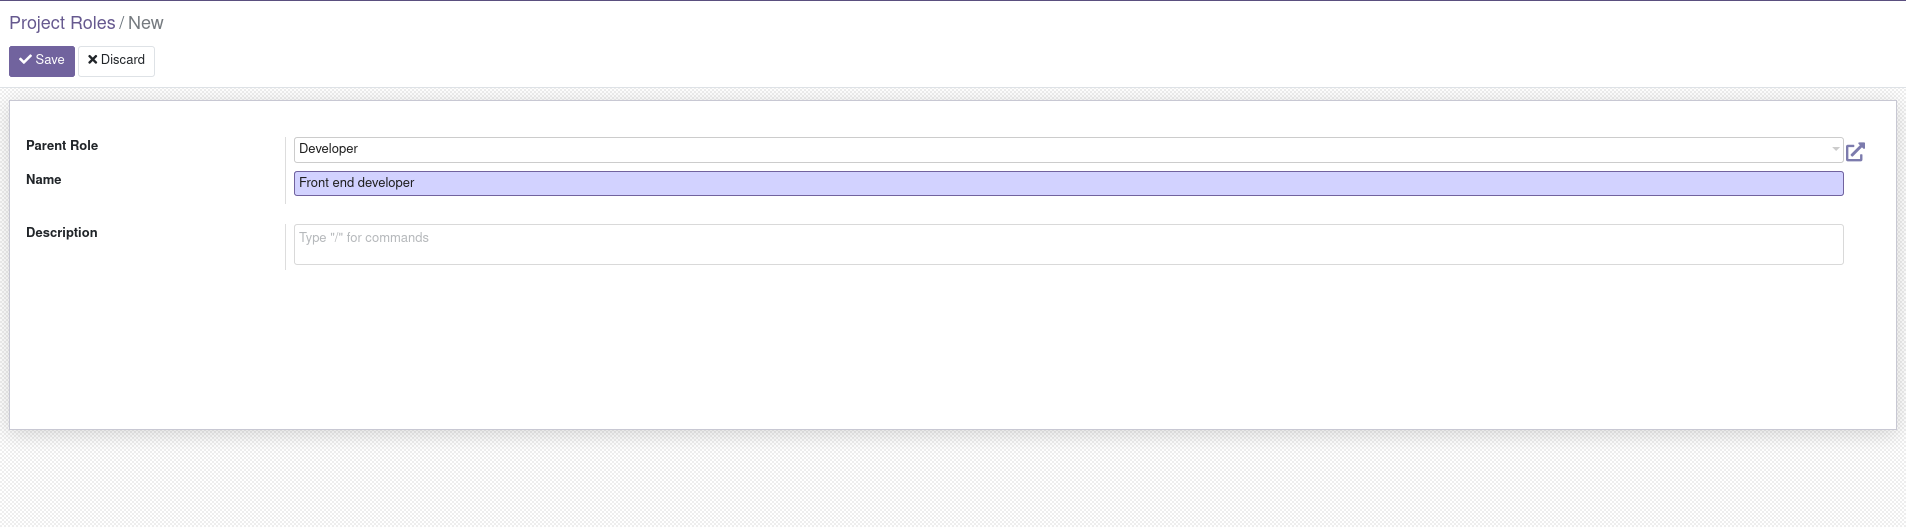 Project Roles / New
Save Discard
Parent Role Developer
Name Front end developer
Description Type "/" for commands